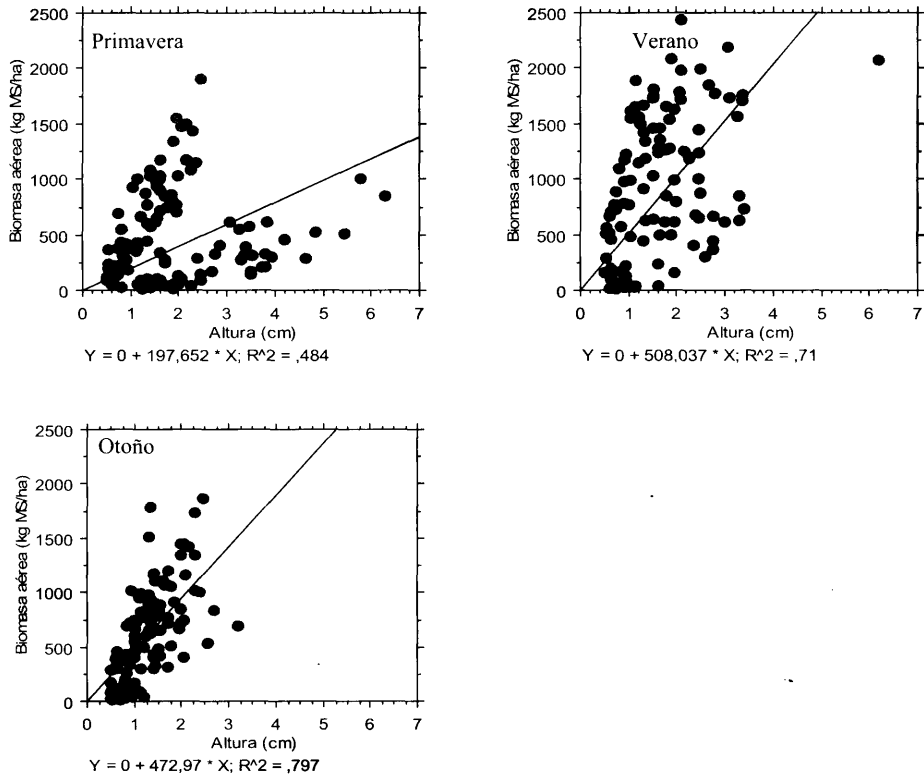 Primavera
Biomasa aérea (kg MS/ha)
2500
2000
1500
1000
500
0
0 1 2 3 4 5 6 7
Altura (cm)
Y = 0 + 197,652 * X; R^2 = ,484
Verano
Biomasa aérea (kg MS/ha)
2500
2000
1500
1000
500
0
0 1 2 3 4 5 6 7
Altura (cm)
Y = 0 + 508,037 * X; R^2 = ,71
Otoño
Biomasa aérea (kg MS/ha)
2500
2000
1500
1000
500
0
0 1 2 3 4 5 6 7
Altura (cm)
Y = 0 + 472,97 * X; R^2 = ,797